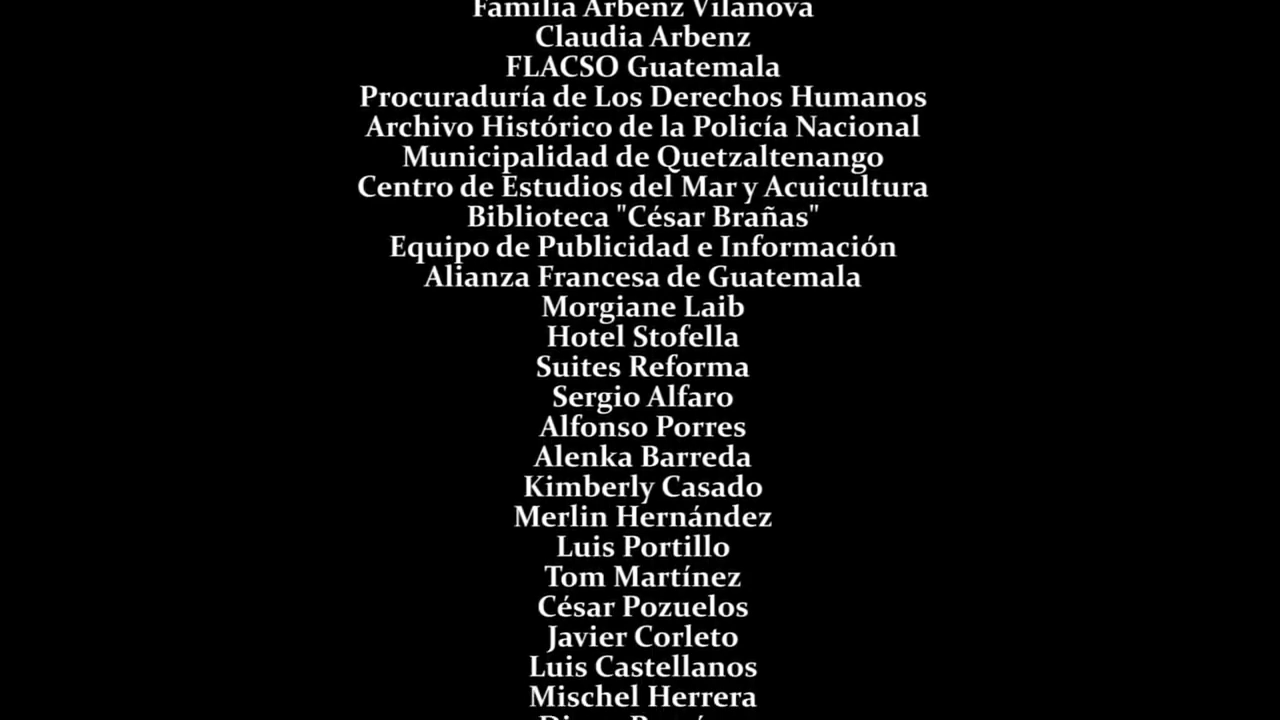 Familia Arbenz Vilanova
Claudia Arbenz
FLACSO Guatemala
Procuraduría de Los Derechos Humanos
Archivo Histórico de la Policía Nacional
Municipalidad de Quetzaltenango
Centro de Estudios del Mar y Acuicultura
Biblioteca "César Brañas"
Equipo de Publicidad e Información
Alianza Francesa de Guatemala
Morgiane Laib
Hotel Stofella
Suites Reforma
Sergio Alfaro
Alfonso Porres
Alenka Barreda
Kimberly Casado
Merlin Hernández
Luis Portillo
Tom Martínez
César Pozuelos
Javier Corleto
Luis Castellanos
Mischel Herrera